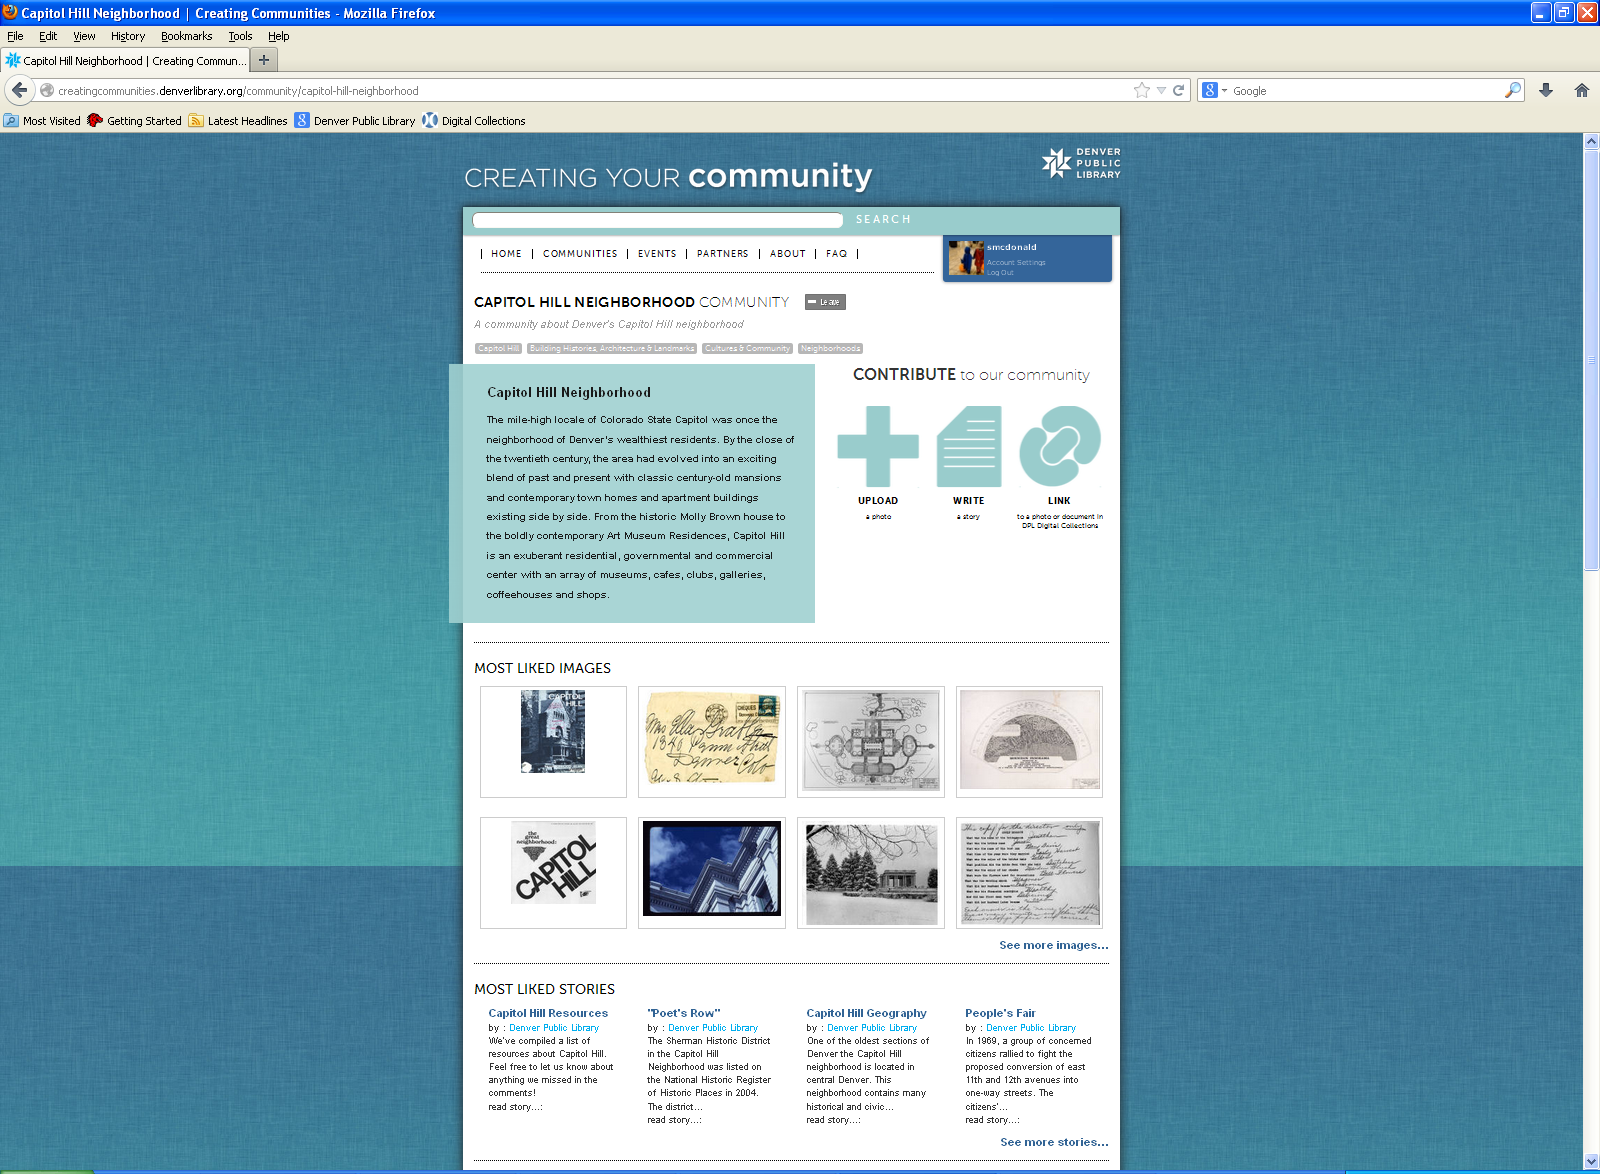 Capitol Hill Neighborhood | Creating Communities - Mozilla Firefox
File Edit View History Bookmarks Tools Help
Capitol Hill Neighborhood | Creating Commun...
creatingcommunities.denverlibrary.org/community/capitol-hill-neighborhood
Google
Most Visited Getting Started Latest Headlines Denver Public Library Digital Collections
CREATING YOUR community
DENVER
PUBLIC
LIBRARY
SEARCH
| HOME | COMMUNITIES | EVENTS | PARTNERS | ABOUT | FAQ |
smcdonald
Account Settings
Log Out
CAPITOL HILL NEIGHBORHOOD COMMUNITY
Leave
A community about Denver's Capitol Hill neighborhood
Capitol Hill Building Histories, Architecture & Landmarks Cultures & Community Neighborhoods
Capitol Hill Neighborhood
The mile-high locale of Colorado State Capitol was once the
neighborhood of Denver's wealthiest residents. By the close of
the twentieth century, the area had evolved into an exciting
blend of past and present with classic century-old mansions
and contemporary town homes and apartment buildings
existing side by side. From the historic Molly Brown house to
the boldly contemporary Art Museum Residences, Capitol Hill
is an exuberant residential, governmental and commercial
center with an array of museums, cafes, clubs, galleries,
coffeehouses and shops.
CONTRIBUTE to our community
UPLOAD
a photo
WRITE
a story
LINK
to a photo or document in
DPL Digital Collections
MOST LIKED IMAGES
CAPITOL
HILL
Mrs Ella
1340 Penn
Denver
Colo
the
great
neighborhood:
CAPITOL
HILL
See more images...
MOST LIKED STORIES
Capitol Hill Resources
by : Denver Public Library
We've compiled a list of
resources about Capitol Hill.
Feel free to let us know about
anything we missed in the
comments!
read story...:
"Poet's Row"
by : Denver Public Library
The Sherman Historic District
in the Capitol Hill
Neighborhood was listed on
the National Historic Register
of Historic Places in 2004.
The district...
read story...:
Capitol Hill Geography
by : Denver Public Library
One of the oldest sections of
Denver the Capitol Hill
neighborhood is located in
central Denver. This
neighborhood contains many
historical and civic...
read story...:
People's Fair
by : Denver Public Library
In 1969, a group of concerned
citizens rallied to fight the
proposed conversion of east
11th and 12th avenues into
one-way streets. The
citizens'...
read story...:
See more stories...